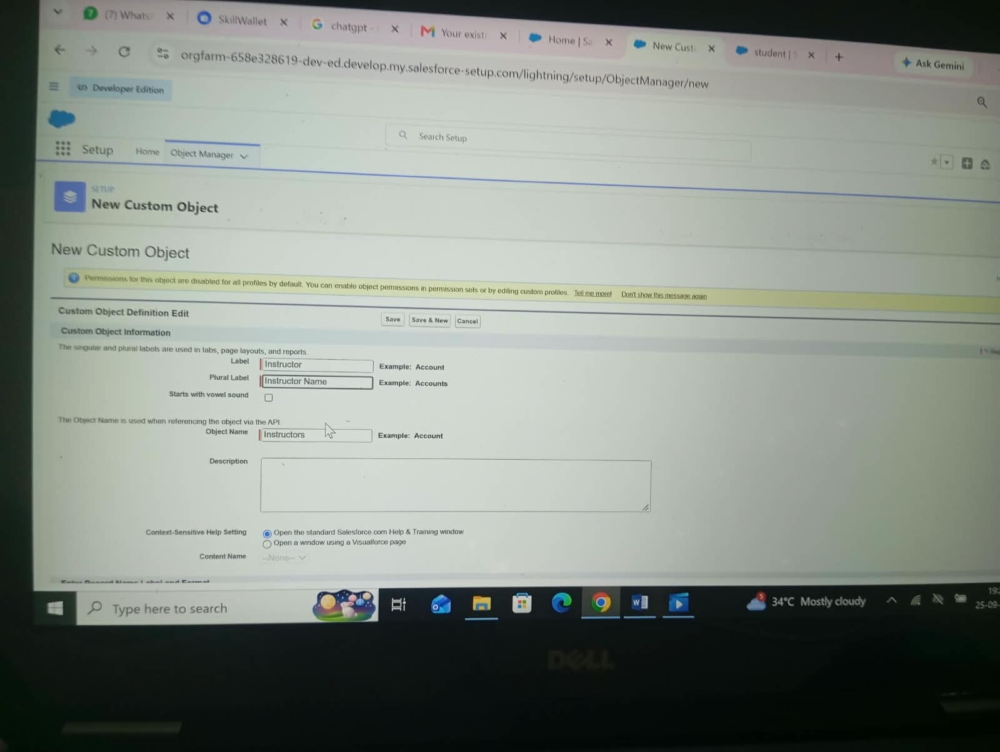 (7) Whats
SkillWallet
chatgpt -
Your exist
Home | Sa
New Cust
student | S
orgfarm-658e328619-dev-ed.develop.my.salesforce-setup.com/lightning/setup/ObjectManager/new
Ask Gemini
Developer Edition
Search Setup
Setup
Home
Object Manager
SETUP
New Custom Object
New Custom Object
Permissions for this object are disabled for all profiles by default. You can enable object permissions in permission sets or by editing custom profiles. Tell me more! Don't show this message again
Custom Object Definition Edit
Save
Save & New
Cancel
Custom Object Information
The singular and plural labels are used in tabs, page layouts, and reports.
Label Instructor Example: Account
Plural Label Instructor Name Example: Accounts
Starts with vowel sound
The Object Name is used when referencing the object via the API.
Object Name Instructors Example: Account
Description
Context-Sensitive Help Setting Open the standard Salesforce.com Help & Training window
Open a window using a Visualforce page
Content Name --None--
Enter Record Name Label and Format
Type here to search
34°C Mostly cloudy
19:
25-09-
DELL